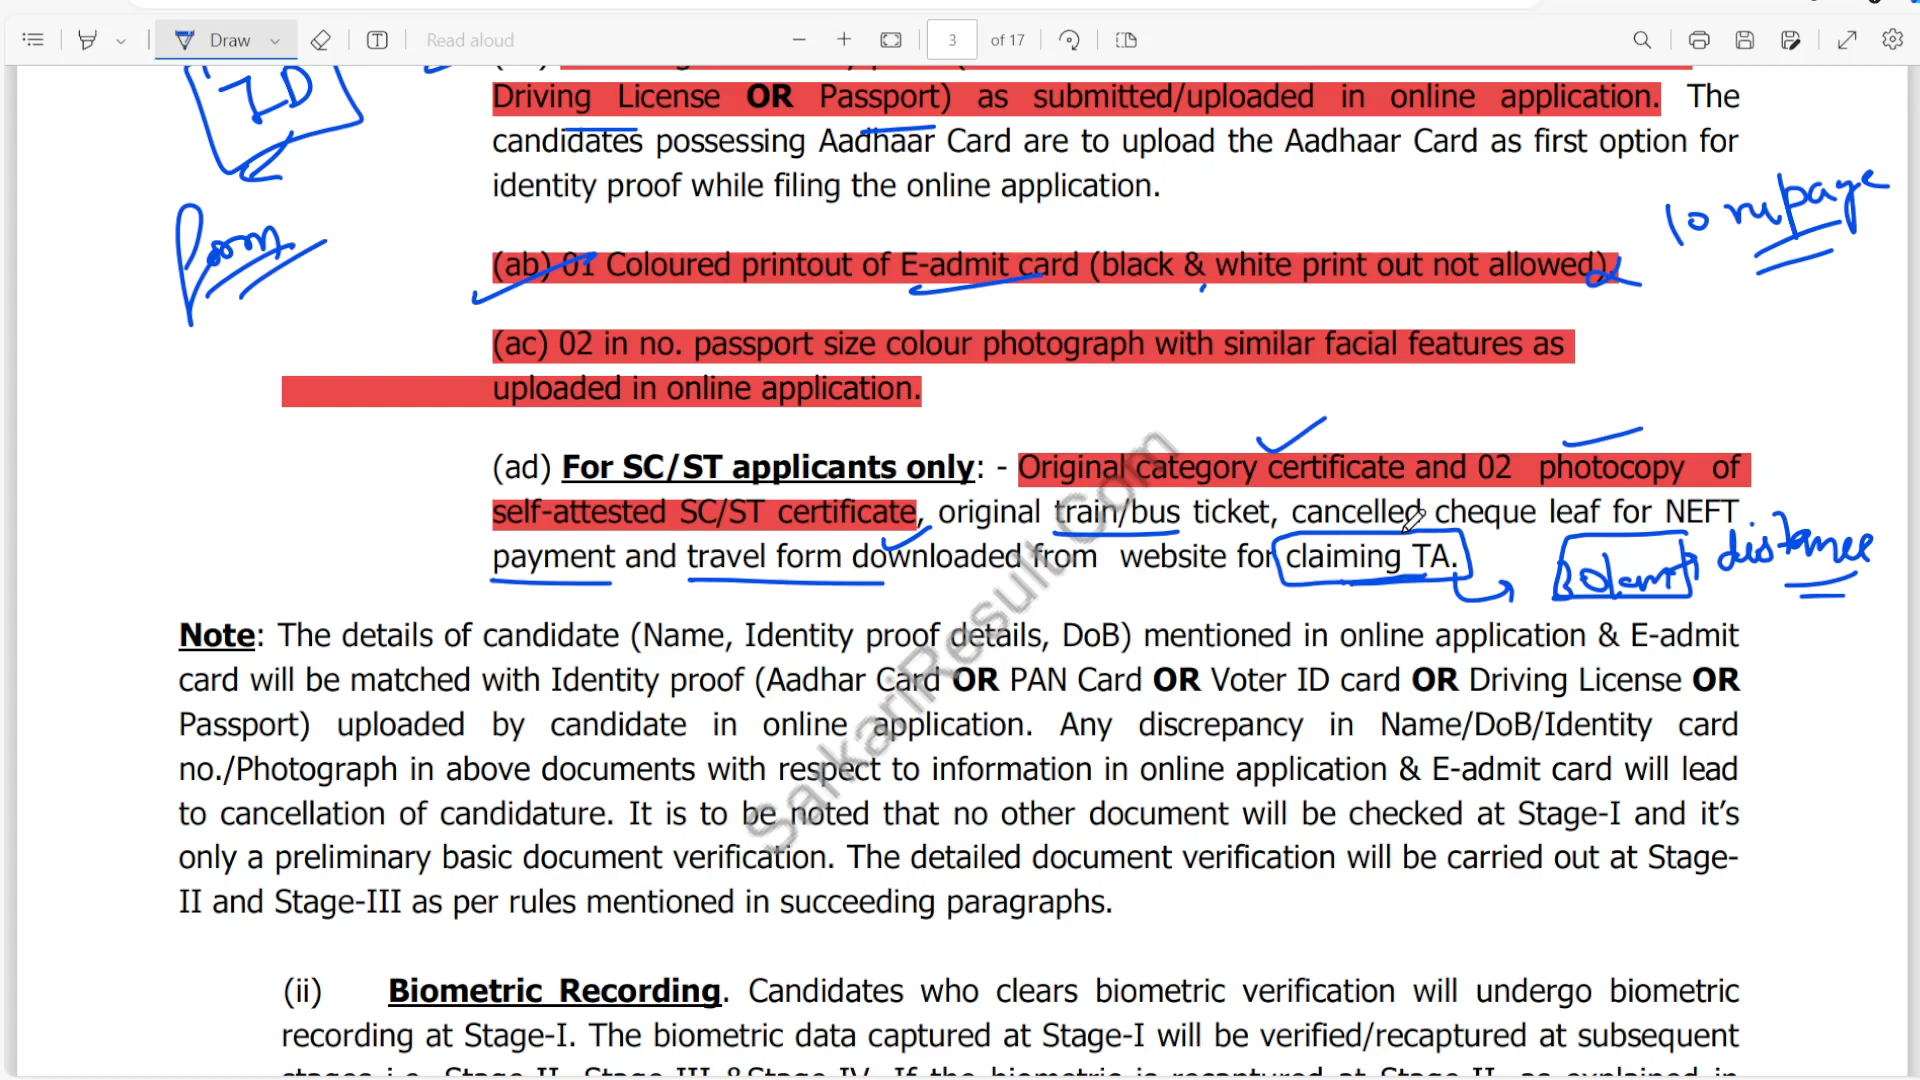 Draw
Read aloud
3 of 17
ID
Driving License OR Passport) as submitted/uploaded in online application. The
candidates possessing Aadhaar Card are to upload the Aadhaar Card as first option for
identity proof while filing the online application.
Form
10 ru page
(ab) 01 Coloured printout of E-admit card (black & white print out not allowed).
(ac) 02 in no. passport size colour photograph with similar facial features as
uploaded in online application.
(ad) For SC/ST applicants only: - Original category certificate and 02 photocopy of
self-attested SC/ST certificate, original train/bus ticket, cancelled cheque leaf for NEFT
payment and travel form downloaded from website for claiming TA.
distance
Note: The details of candidate (Name, Identity proof details, DoB) mentioned in online application & E-admit
card will be matched with Identity proof (Aadhar Card OR PAN Card OR Voter ID card OR Driving License OR
Passport) uploaded by candidate in online application. Any discrepancy in Name/DoB/Identity card
no./Photograph in above documents with respect to information in online application & E-admit card will lead
to cancellation of candidature. It is to be noted that no other document will be checked at Stage-I and it's
only a preliminary basic document verification. The detailed document verification will be carried out at Stage-
II and Stage-III as per rules mentioned in succeeding paragraphs.
SarkariResult.Com
(ii) Biometric Recording. Candidates who clears biometric verification will undergo biometric
recording at Stage-I. The biometric data captured at Stage-I will be verified/recaptured at subsequent